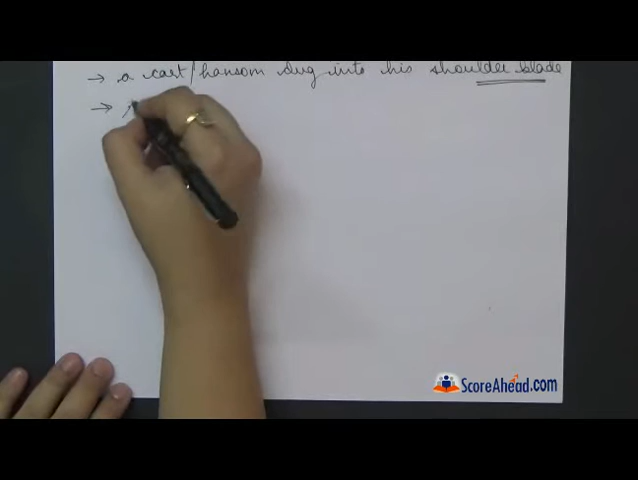 → a cart/hansom dug into his shoulder blade
→
ScoreAhead.com